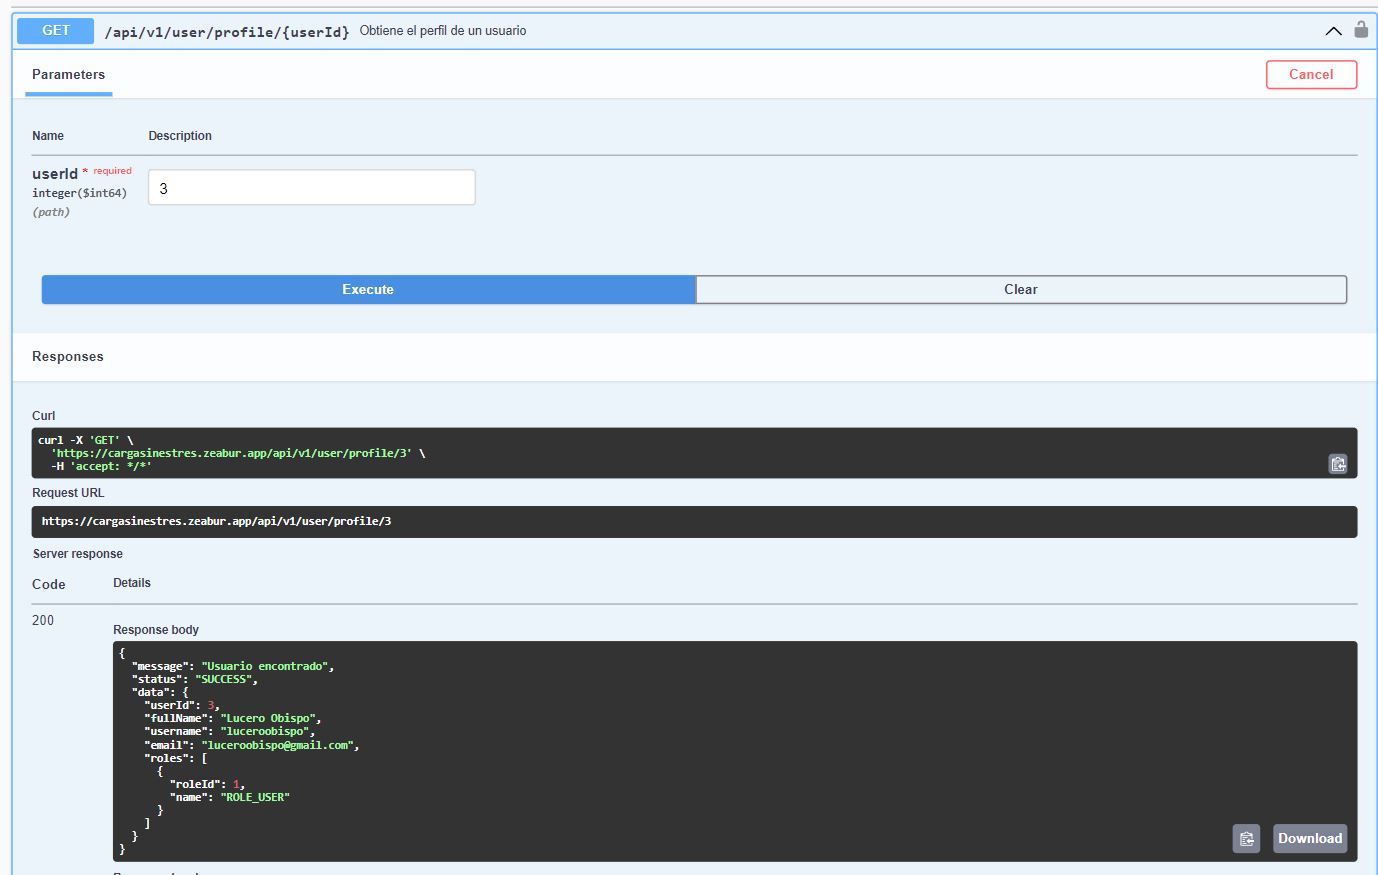 GET /api/v1/user/profile/{userId} Obtiene el perfil de un usuario
Parameters
Cancel
Name Description
userId * required
integer($int64)
(path)
3
Execute Clear
Responses
Curl
curl -X 'GET' \
'https://cargasinestres.zeabur.app/api/v1/user/profile/3' \
-H 'accept: */*'
Request URL
https://cargasinestres.zeabur.app/api/v1/user/profile/3
Server response
Code Details
200
Response body
{
"message": "Usuario encontrado",
"status": "SUCCESS",
"data": {
"userId": 3,
"fullName": "Lucero Obispo",
"username": "luceroobispo",
"email": "luceroobispo@gmail.com",
"roles": [
{
"roleId": 1,
"name": "ROLE_USER"
}
]
}
}
Download